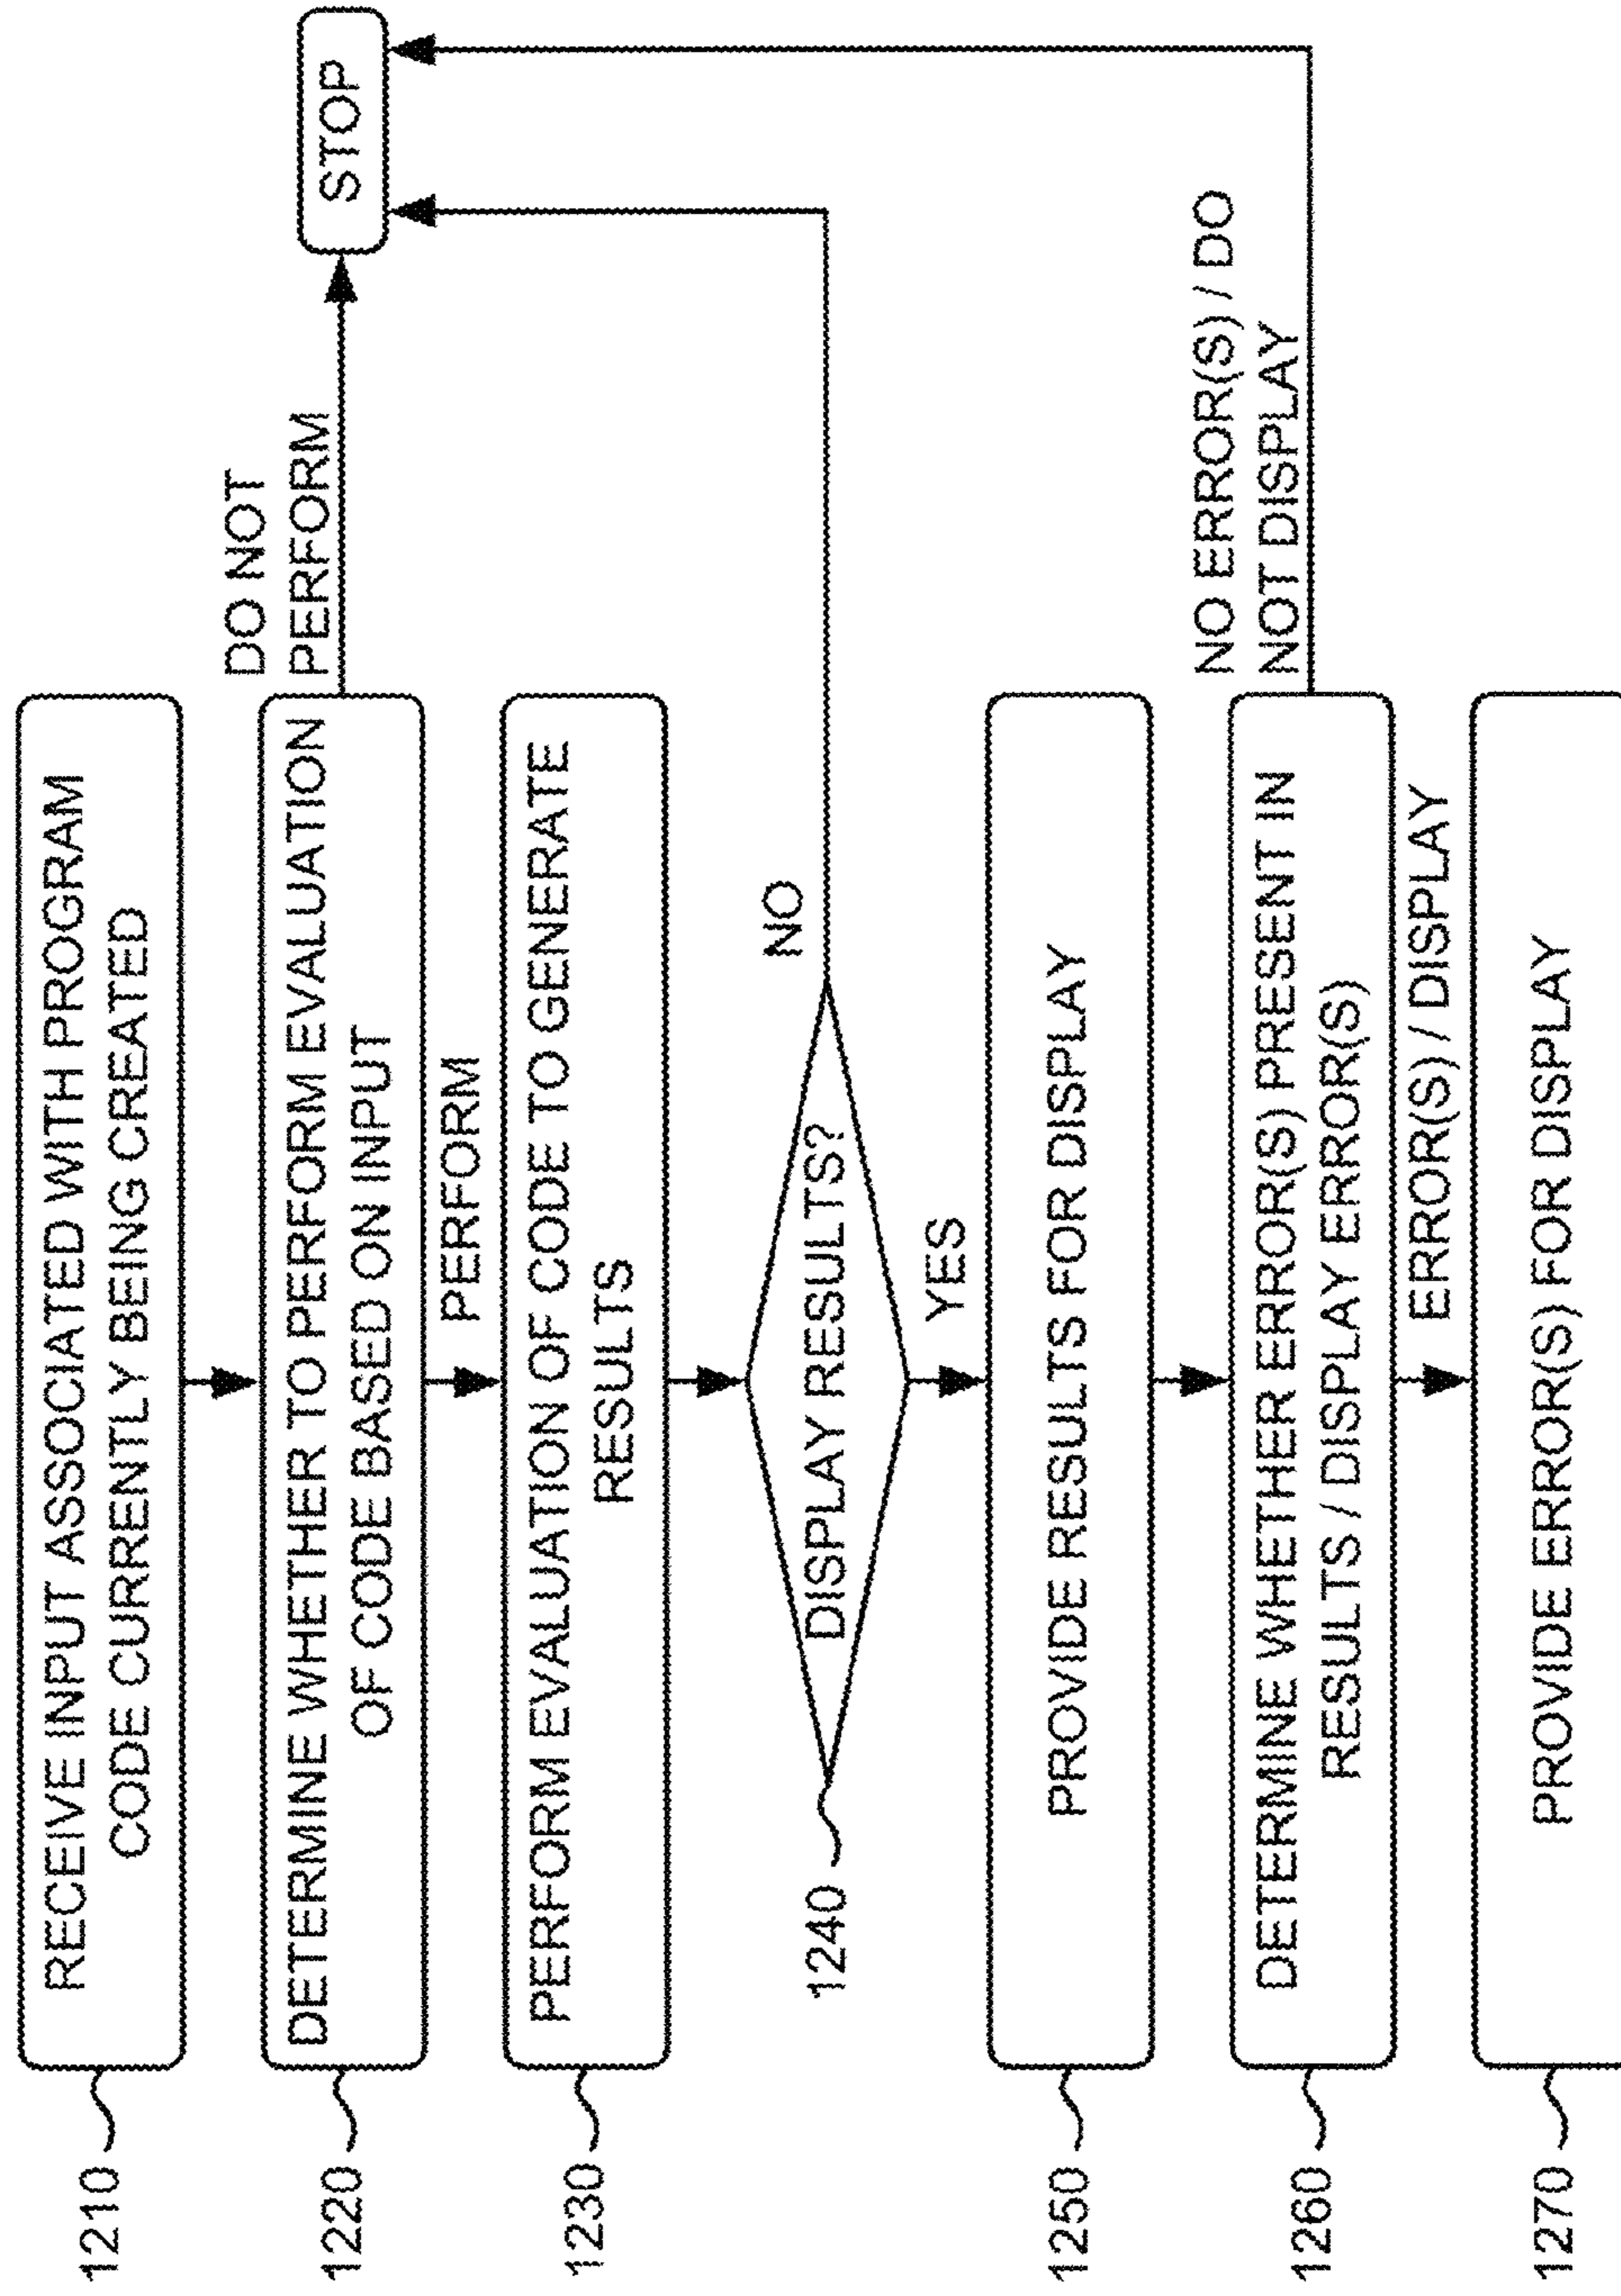 1210
RECEIVE INPUT ASSOCIATED WITH PROGRAM
CODE CURRENTLY BEING CREATED
1220
DETERMINE WHETHER TO PERFORM EVALUATION
OF CODE BASED ON INPUT
DO NOT
PERFORM
STOP
PERFORM
1230
PERFORM EVALUATION OF CODE TO GENERATE
RESULTS
1240
DISPLAY RESULTS?
NO
YES
1250
PROVIDE RESULTS FOR DISPLAY
1260
DETERMINE WHETHER ERROR(S) PRESENT IN
RESULTS / DISPLAY ERROR(S)
NO ERROR(S) / DO
NOT DISPLAY
ERROR(S) / DISPLAY
1270
PROVIDE ERROR(S) FOR DISPLAY